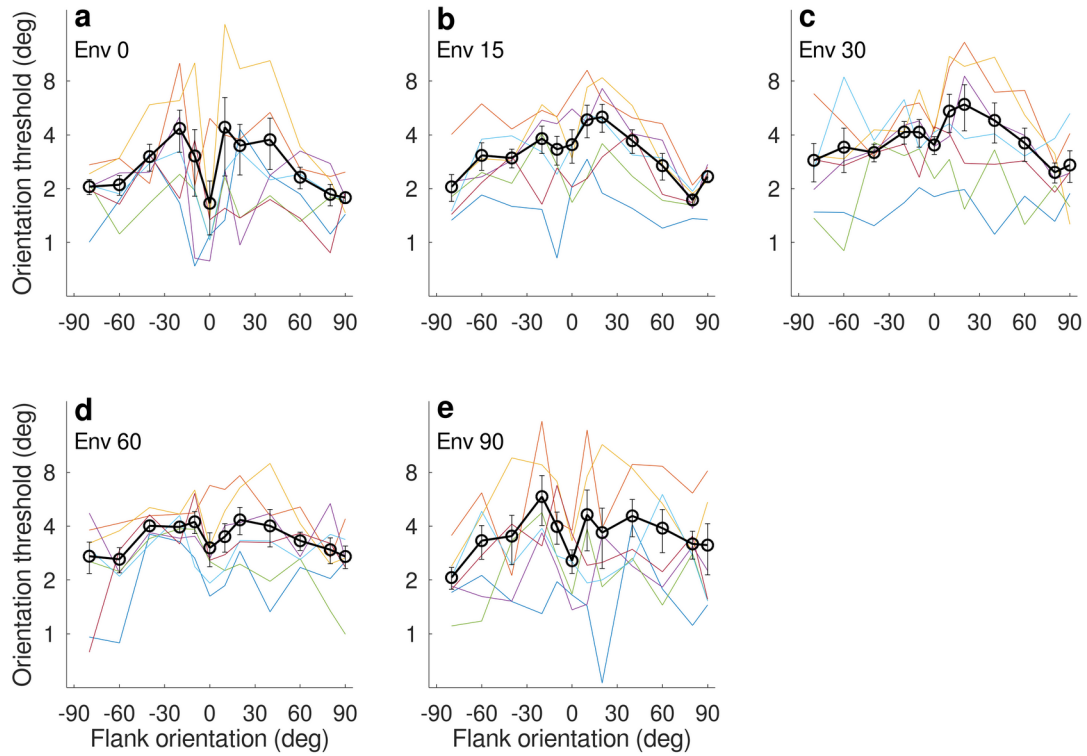 a
Env 0
b
Env 15
c
Env 30
Orientation threshold (deg)
8
4
2
1
8
4
2
1
8
4
2
1
-90 -60 -30 0 30 60 90
-90 -60 -30 0 30 60 90
-90 -60 -30 0 30 60 90
d
Env 60
e
Env 90
Orientation threshold (deg)
8
4
2
1
8
4
2
1
-90 -60 -30 0 30 60 90
-90 -60 -30 0 30 60 90
Flank orientation (deg)
Flank orientation (deg)